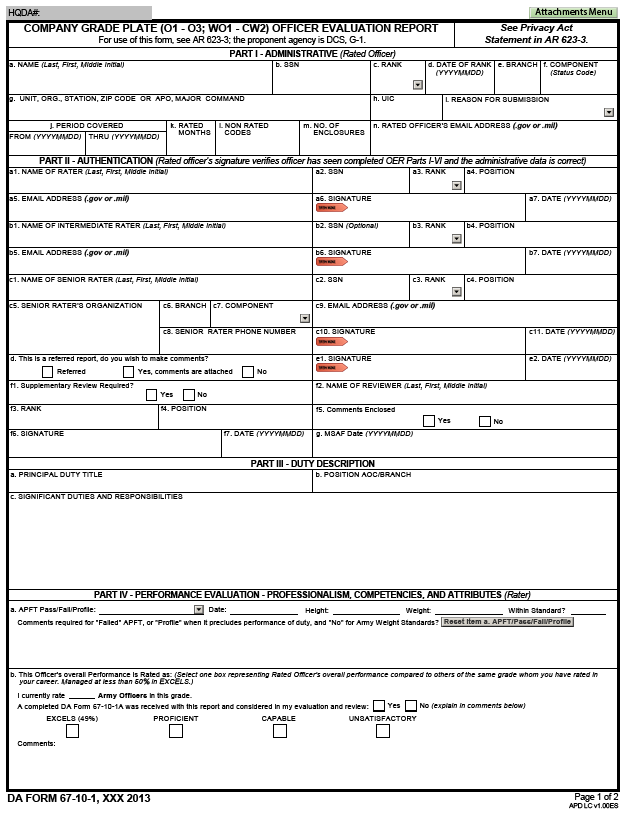 HQDA#:
Attachments Menu
COMPANY GRADE PLATE (O1 - O3; WO1 - CW2) OFFICER EVALUATION REPORT
For use of this form, see AR 623-3; the proponent agency is DCS, G-1.
See Privacy Act
Statement in AR 623-3.
PART I - ADMINISTRATIVE (Rated Officer)
a. NAME (Last, First, Middle Initial)
b. SSN
c. RANK
d. DATE OF RANK
(YYYYMMDD)
e. BRANCH
f. COMPONENT
(Status Code)
g. UNIT, ORG., STATION, ZIP CODE OR APO, MAJOR COMMAND
h. UIC
i. REASON FOR SUBMISSION
j. PERIOD COVERED
FROM (YYYYMMDD)
THRU (YYYYMMDD)
k. RATED
MONTHS
l. NON RATED
CODES
m. NO. OF
ENCLOSURES
n. RATED OFFICER'S EMAIL ADDRESS (.gov or .mil)
PART II - AUTHENTICATION (Rated officer's signature verifies officer has seen completed OER Parts I-VI and the administrative data is correct)
a1. NAME OF RATER (Last, First, Middle Initial)
a2. SSN
a3. RANK
a4. POSITION
a5. EMAIL ADDRESS (.gov or .mil)
a6. SIGNATURE
a7. DATE (YYYYMMDD)
b1. NAME OF INTERMEDIATE RATER (Last, First, Middle Initial)
b2. SSN (Optional)
b3. RANK
b4. POSITION
b5. EMAIL ADDRESS (.gov or .mil)
b6. SIGNATURE
b7. DATE (YYYYMMDD)
c1. NAME OF SENIOR RATER (Last, First, Middle Initial)
c2. SSN
c3. RANK
c4. POSITION
c5. SENIOR RATER'S ORGANIZATION
c6. BRANCH
c7. COMPONENT
c9. EMAIL ADDRESS (.gov or .mil)
c8. SENIOR RATER PHONE NUMBER
c10. SIGNATURE
c11. DATE (YYYYMMDD)
d. This is a referred report, do you wish to make comments?
Referred
Yes, comments are attached
No
e1. SIGNATURE
e2. DATE (YYYYMMDD)
f1. Supplementary Review Required?
Yes
No
f2. NAME OF REVIEWER (Last, First, Middle Initial)
f3. RANK
f4. POSITION
f5. Comments Enclosed
Yes
No
f6. SIGNATURE
f7. DATE (YYYYMMDD)
g. MSAF Date (YYYYMMDD)
PART III - DUTY DESCRIPTION
a. PRINCIPAL DUTY TITLE
b. POSITION AOC/BRANCH
c. SIGNIFICANT DUTIES AND RESPONSIBILITIES
PART IV - PERFORMANCE EVALUATION - PROFESSIONALISM, COMPETENCIES, AND ATTRIBUTES (Rater)
a. APFT Pass/Fail/Profile:
Date:
Height:
Weight:
Within Standard?
Comments required for "Failed" APFT, or "Profile" when it precludes performance of duty, and "No" for Army Weight Standards?
Reset Item a. APFT/Pass/Fail/Profile
b. This Officer's overall Performance is Rated as: (Select one box representing Rated Officer's overall performance compared to others of the same grade whom you have rated in
your career. Managed at less than 50% in EXCELS.)
I currently rate ______ Army Officers in this grade.
A completed DA Form 67-10-1A was received with this report and considered in my evaluation and review:
Yes
No (explain in comments below)
EXCELS (49%)
PROFICIENT
CAPABLE
UNSATISFACTORY
Comments:
DA FORM 67-10-1, XXX 2013
Page 1 of 2
APD LC v1.00ES